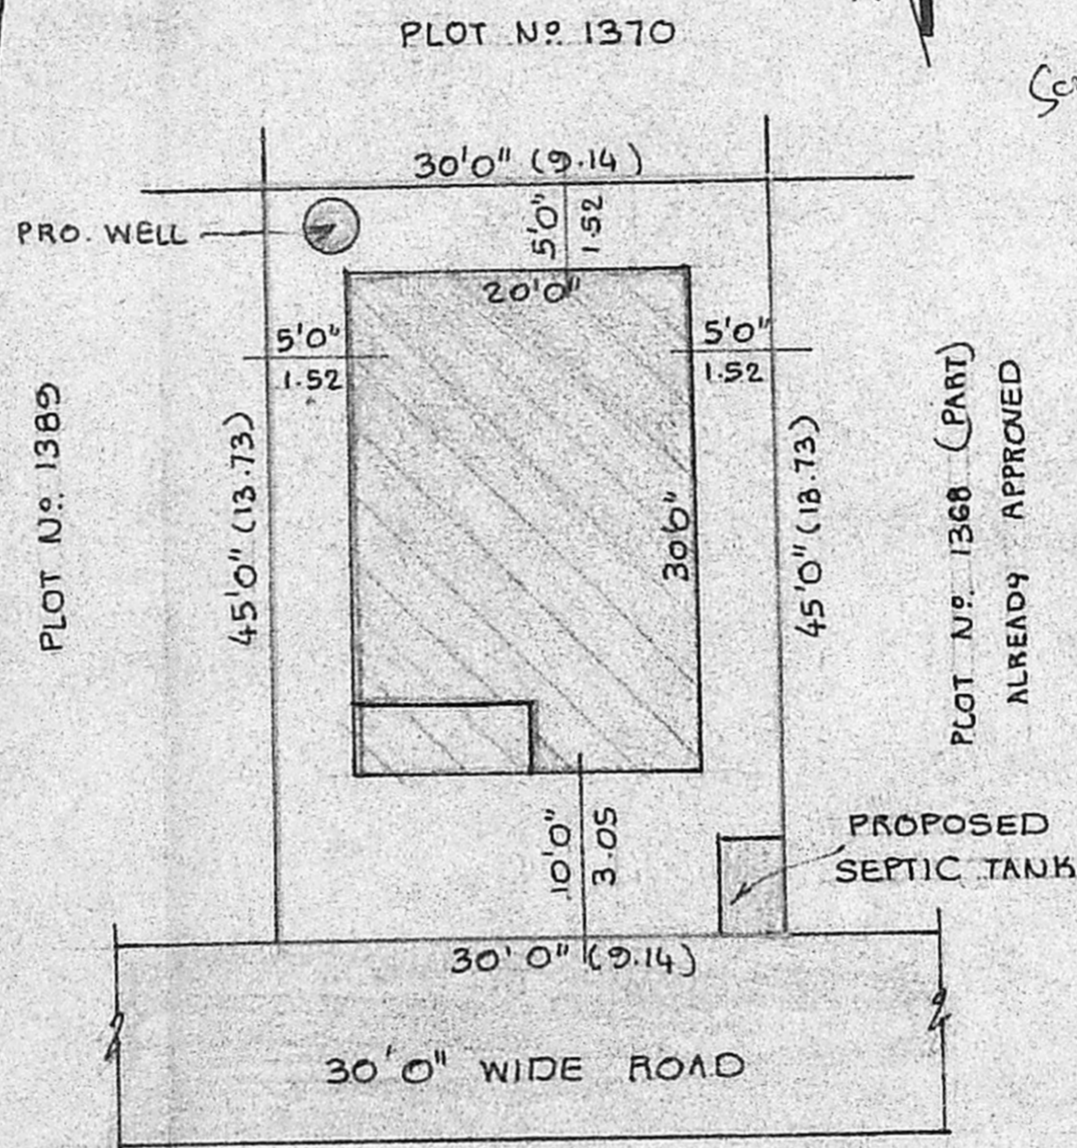 PLOT Nº 1370
30'0" (9.14)
PRO. WELL
5'0"
1.52
20'0"
5'0"
1.52
5'0"
1.52
PLOT Nº. 1389
45'0" (13.73)
30'0"
45'0" (13.73)
PLOT Nº. 1368 (PART)
ALREADY APPROVED
10'0"
3.05
PROPOSED
SEPTIC TANK
30'0" (9.14)
30'0" WIDE ROAD